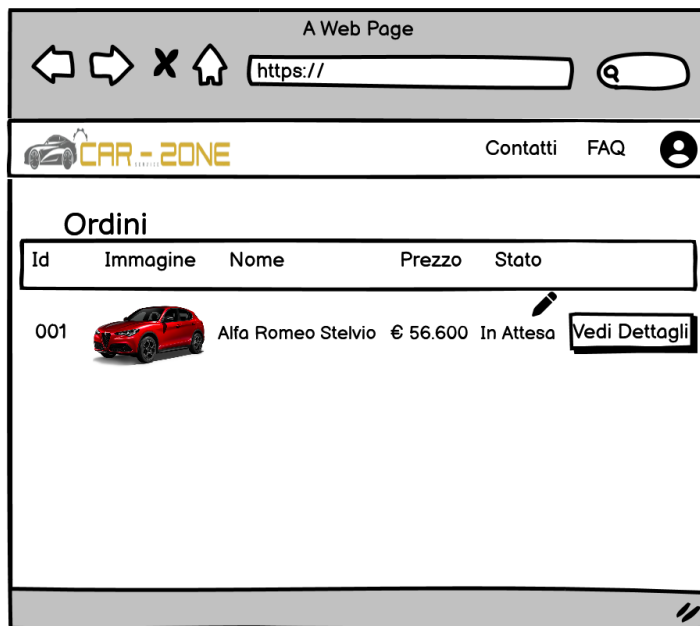 A Web Page
https://
CAR - ZONE
Contatti FAQ
Ordini
Id Immagine Nome Prezzo Stato
001 Alfa Romeo Stelvio € 56.600 In Attesa Vedi Dettagli